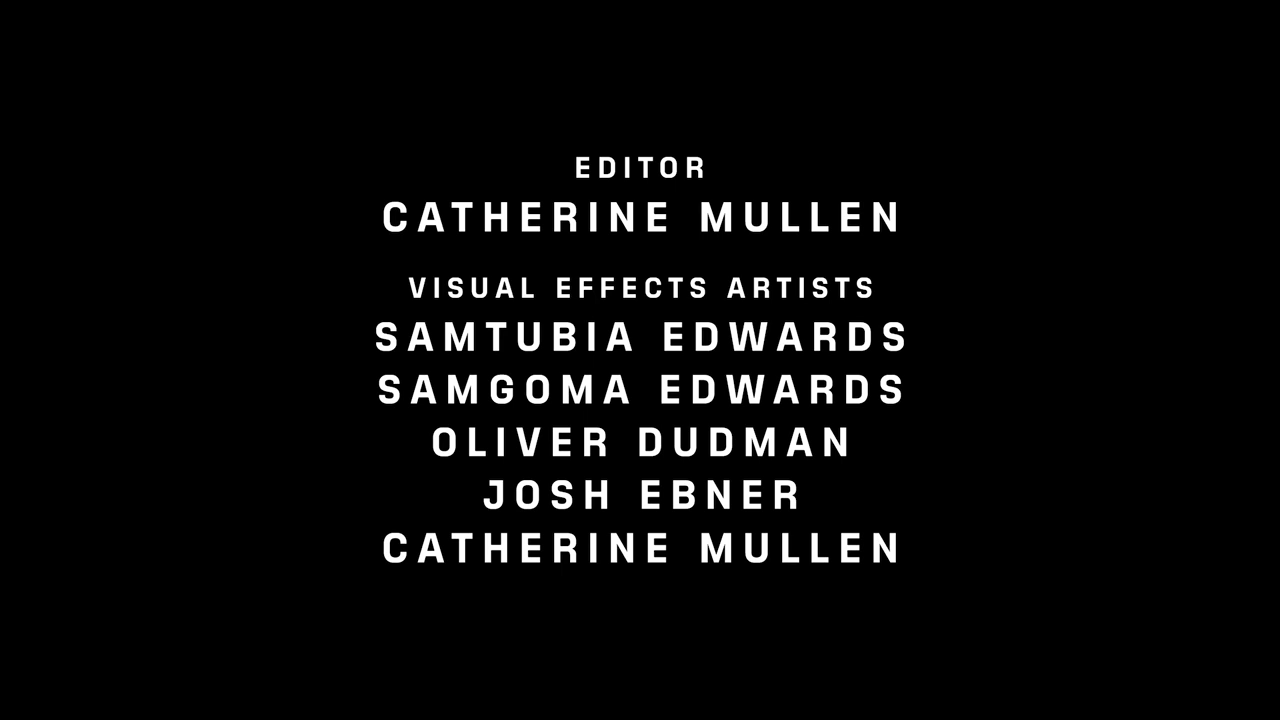 EDITOR
CATHERINE MULLEN
VISUAL EFFECTS ARTISTS
SAMTUBIA EDWARDS
SAMGOMA EDWARDS
OLIVER DUDMAN
JOSH EBNER
CATHERINE MULLEN